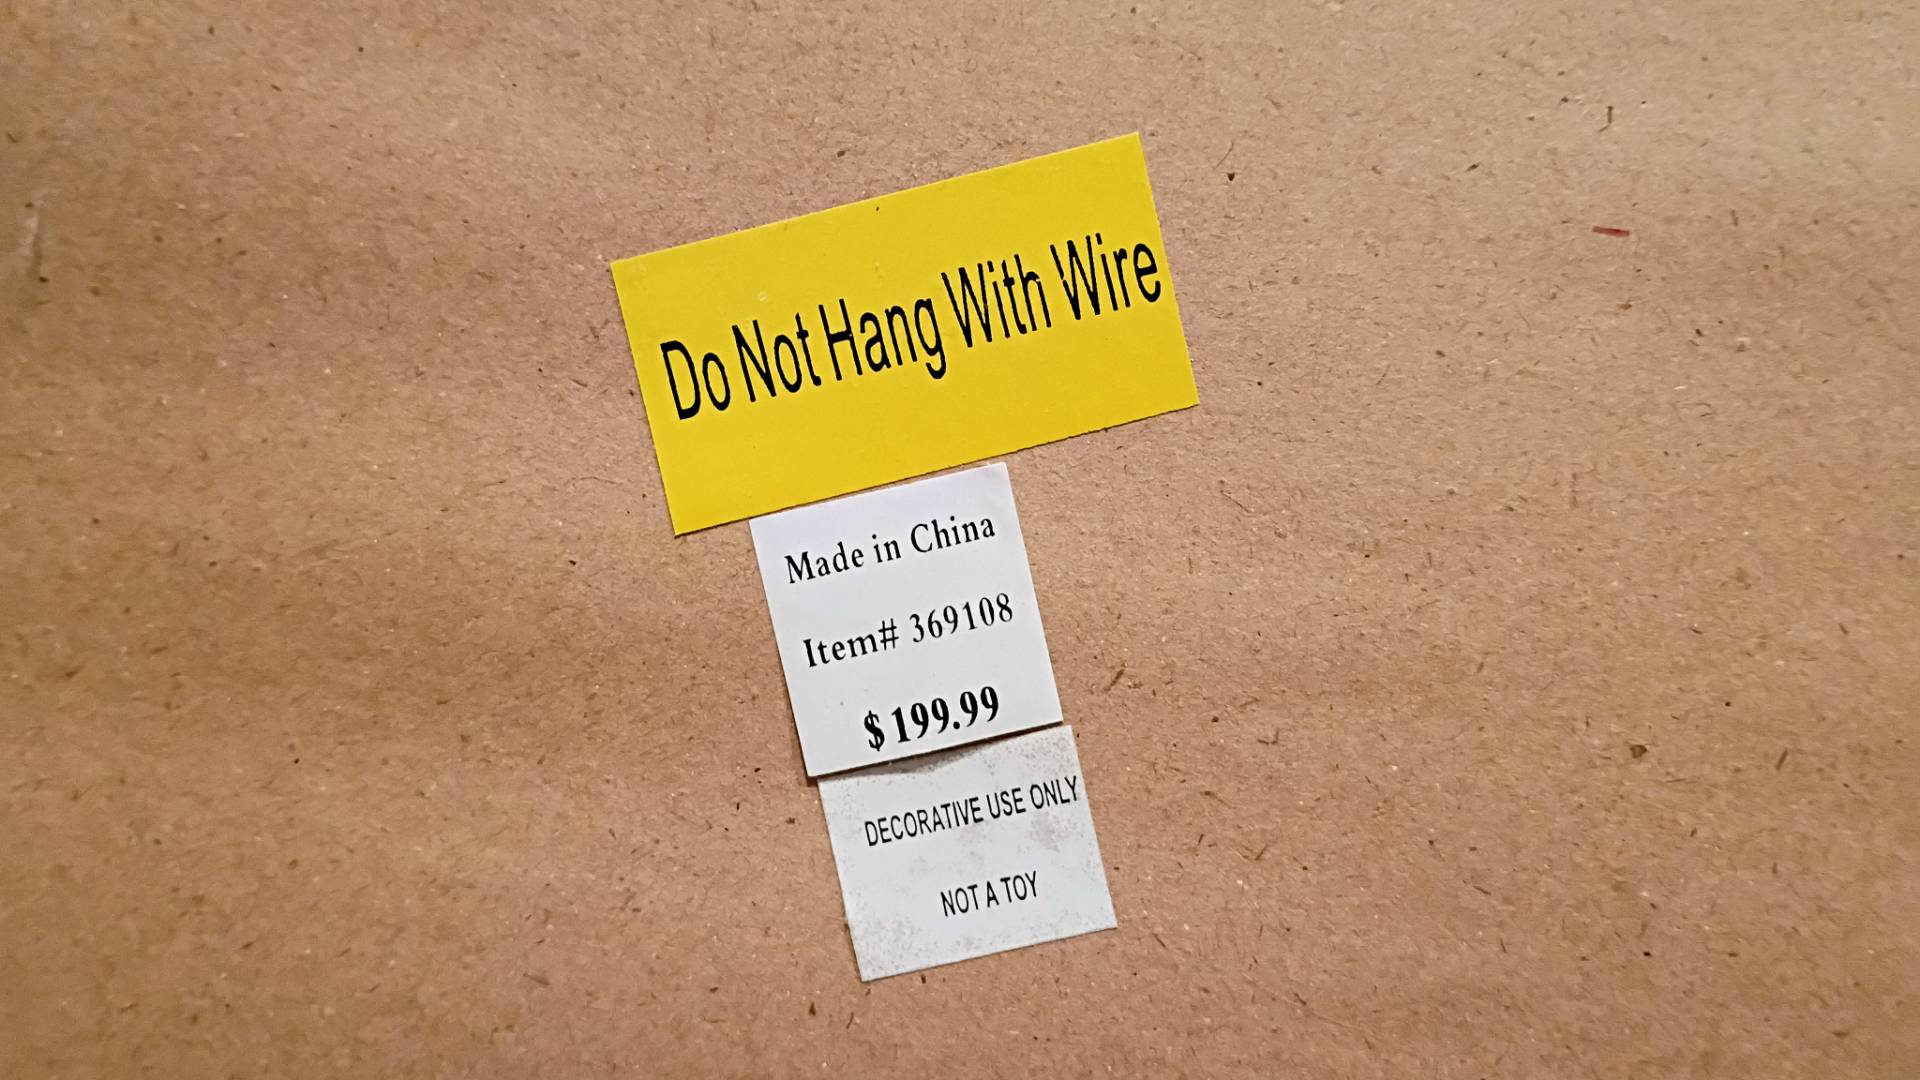 Do Not Hang With Wire
Made in China
Item# 369108
$199.99
DECORATIVE USE ONLY
NOT A TOY